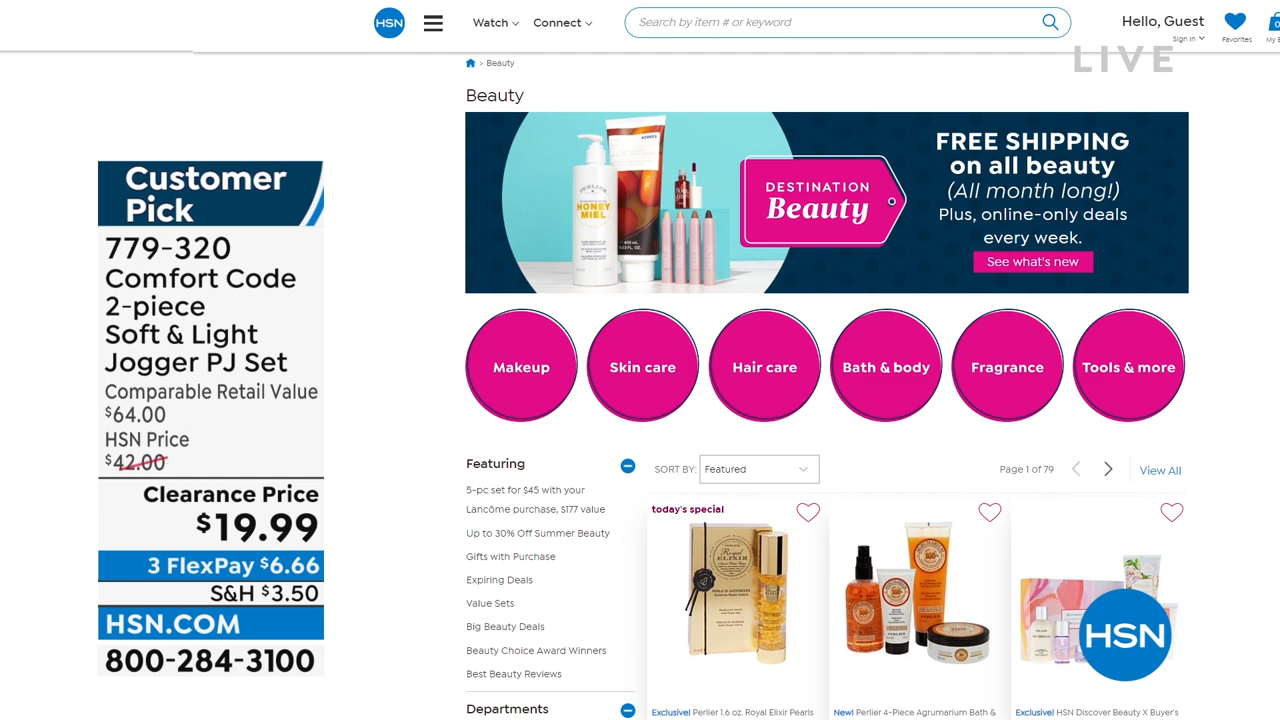 HSN
Watch
Connect
Search by item # or keyword
Hello, Guest
Sign In
Favorites
0
LIVE
> Beauty
Beauty
FREE SHIPPING
on all beauty
(All month long!)
Plus, online-only deals
every week.
See what's new
DESTINATION
Beauty
PERLIER
HONEY
MIEL
KORRES
Customer
Pick
779-320
Comfort Code
2-piece
Soft & Light
Jogger PJ Set
Comparable Retail Value
$64.00
HSN Price
$42.00
Clearance Price
$19.99
3 FlexPay $6.66
S&H $3.50
HSN.COM
800-284-3100
Makeup
Skin care
Hair care
Bath & body
Fragrance
Tools & more
Featuring
5-pc set for $45 with your
Lancôme purchase, $177 value
Up to 30% Off Summer Beauty
Gifts with Purchase
Expiring Deals
Value Sets
Big Beauty Deals
Beauty Choice Award Winners
Best Beauty Reviews
Departments
SORT BY: Featured
Page 1 of 79
View All
today's special
Royal
ELIXIR
HSN
Exclusive! Perlier 1.6 oz. Royal Elixir Pearls
New! Perlier 4-Piece Agrumarium Bath &
Exclusive! HSN Discover Beauty X Buyer's